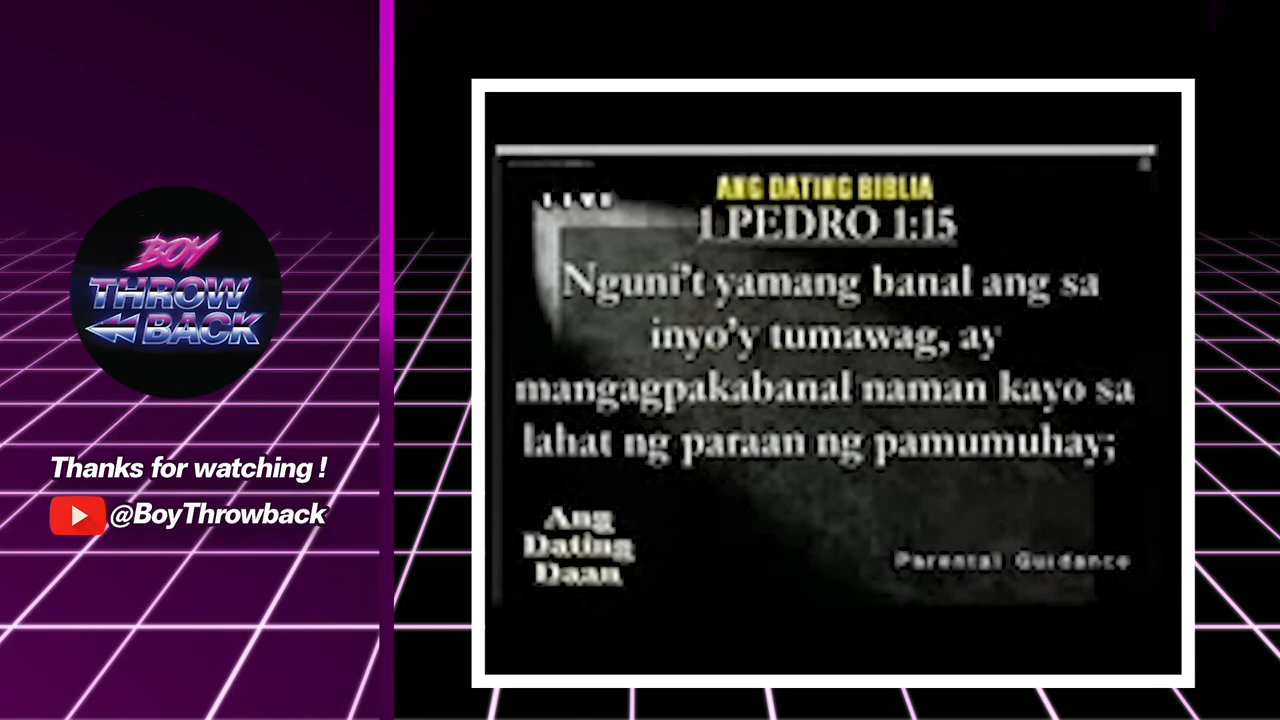 BOY
THROW
BACK
Thanks for watching !
@BoyThrowback
LIVE
ANG DATING BIBLIA
1 PEDRO 1:15
Nguni't yamang banal ang sa
inyo'y tumawag, ay
mangagpakabanal naman kayo sa
lahat ng paraan ng pamumuhay;
Ang
Dating
Daan
Parental Guidance